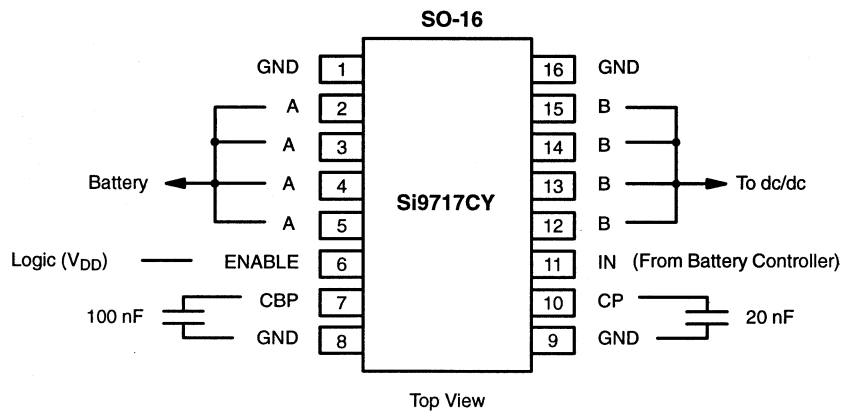 SO-16
GND 1 16 GND
A 2 15 B
A 3 14 B
Battery A 4 13 B To dc/dc
Si9717CY
A 5 12 B
Logic (VDD) ENABLE 6 11 IN (From Battery Controller)
CBP 7 10 CP
100 nF 20 nF
GND 8 9 GND
Top View